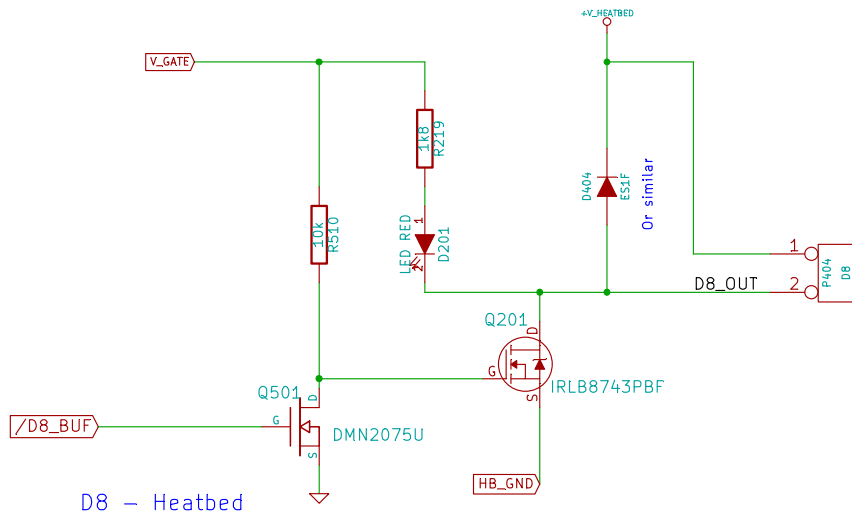 +V_HEATBED
V_GATE
1k8
R219
10k
R510
LED RED
1
2
D201
D404
ES1F
Or similar
1
2
P404
D8
D8_OUT
Q201
D
G
S
IRLB8743PBF
Q501
D
G
S
DMN2075U
/D8_BUF
HB_GND
D8 – Heatbed